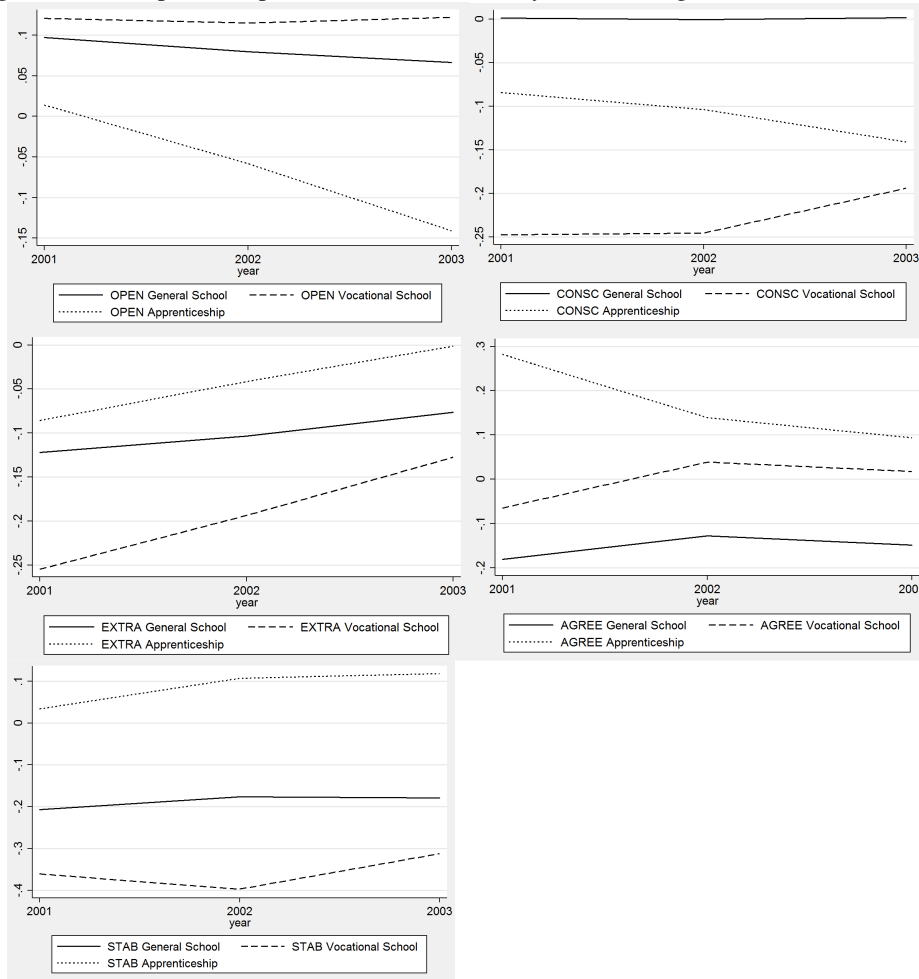 .1
.05
0
-.05
-.1
-.15
2001 2002 2003
year
OPEN General School OPEN Vocational School
OPEN Apprenticeship
0
-.05
-.1
-.15
-.2
-.25
2001 2002 2003
year
CONSC General School CONSC Vocational School
CONSC Apprenticeship
0
-.05
-.1
-.15
-.2
-.25
2001 2002 2003
year
EXTRA General School EXTRA Vocational School
EXTRA Apprenticeship
.3
.2
.1
0
-.1
-.2
2001 2002 200
year
AGREE General School AGREE Vocational School
AGREE Apprenticeship
.1
0
-.1
-.2
-.3
-.4
2001 2002 2003
year
STAB General School STAB Vocational School
STAB Apprenticeship